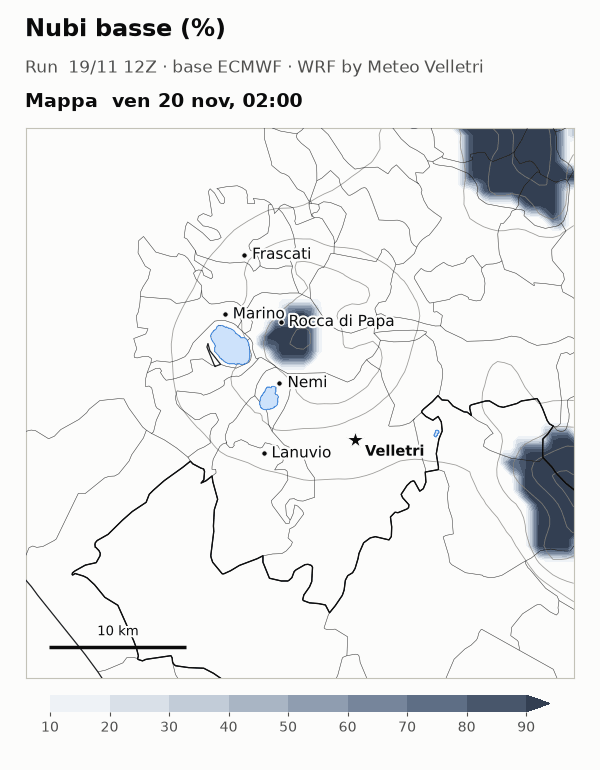 Nubi basse (%)
Run  19/11 12Z · base ECMWF · WRF by Meteo Velletri
Mappa  ven 20 nov, 02:00
Frascati
Marino
Rocca di Papa
Nemi
Velletri
Lanuvio
10 km
10 20 30 40 50 60 70 80 90